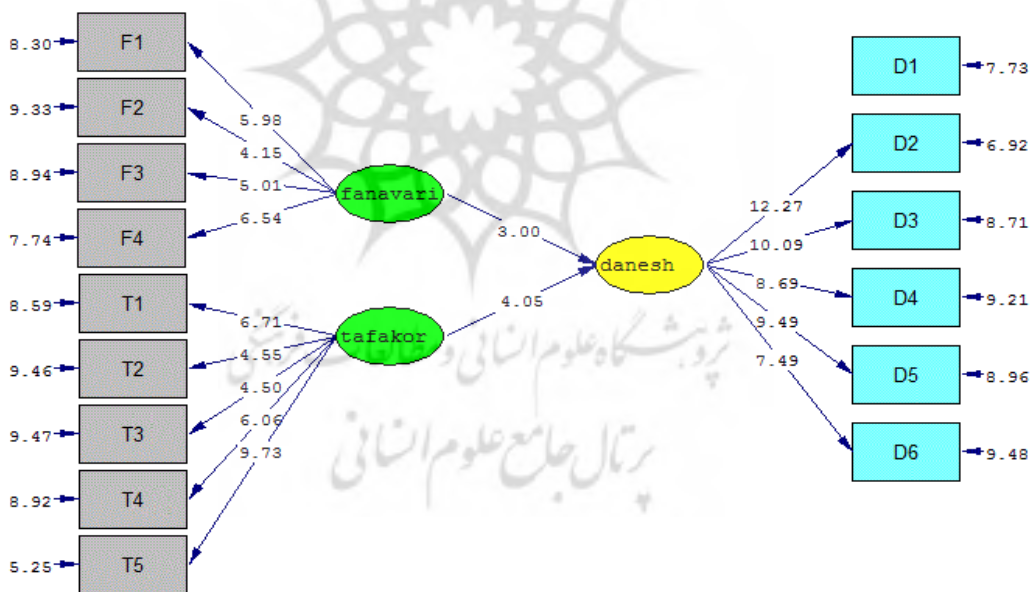 8.30 F1
9.33 F2
8.94 F3
7.74 F4
8.59 T1
9.46 T2
9.47 T3
8.92 T4
5.25 T5
5.98
4.15
5.01
6.54
6.71
4.55
4.50
6.06
9.73
fanavari
tafakor
3.00
4.05
danesh
12.27
10.09
8.69
9.49
7.49
D1 7.73
D2 6.92
D3 8.71
D4 9.21
D5 8.96
D6 9.48
پژوهشگاه علوم انسانی و مطالعات فرهنگی
پرتال جامع علوم انسانی